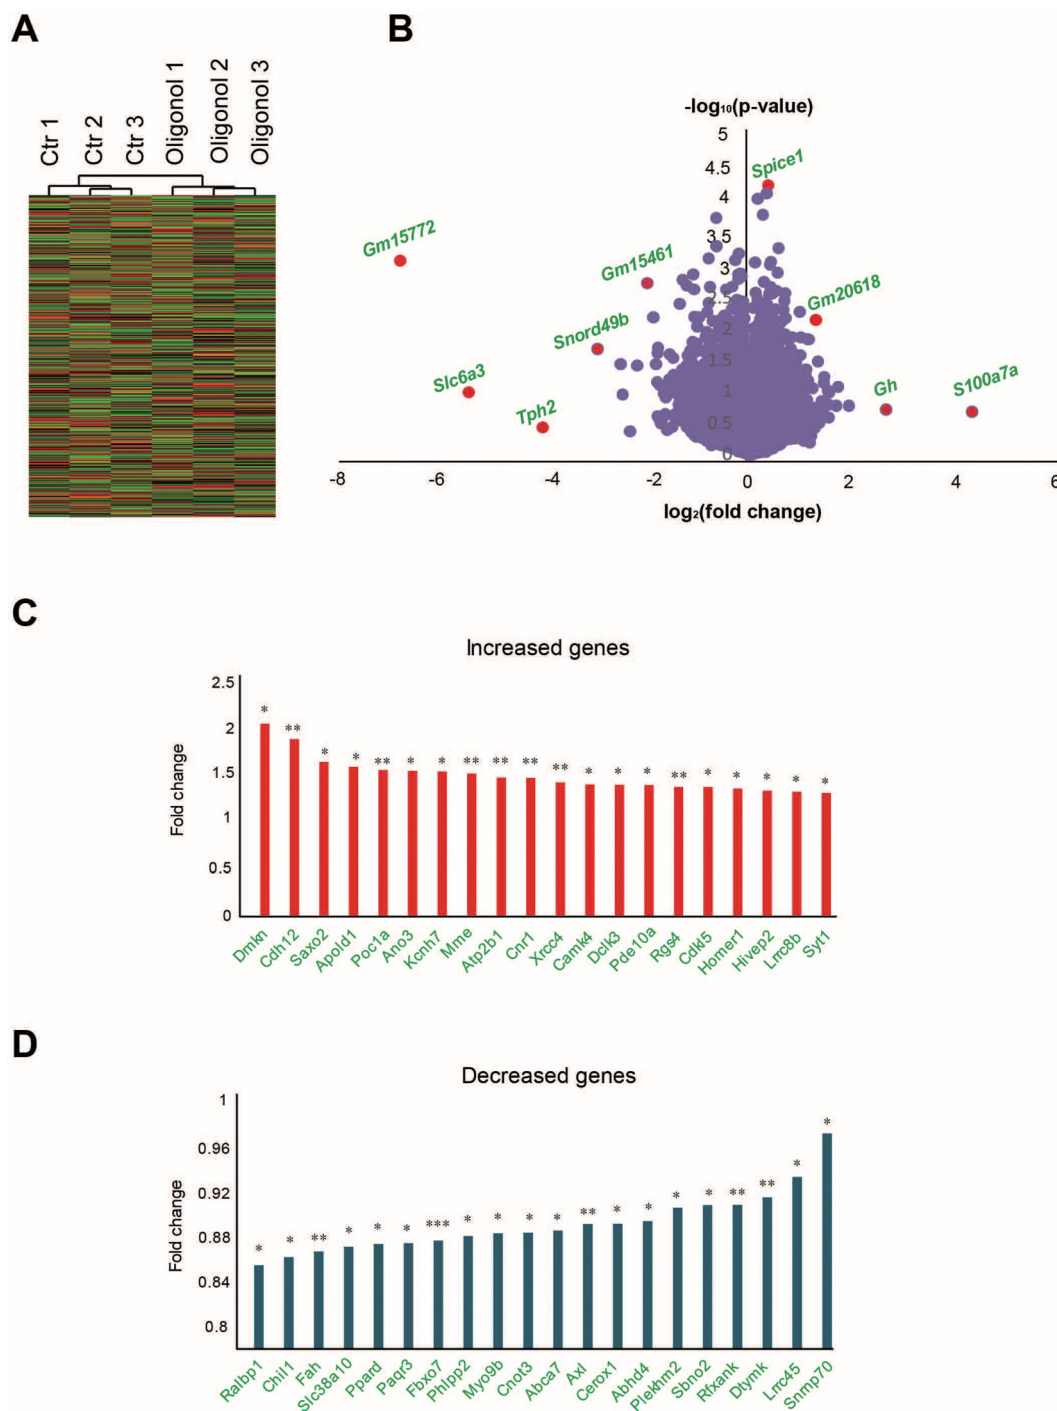 A
B
Ctr 1
Ctr 2
Ctr 3
Oligonol 1
Oligonol 2
Oligonol 3
-log₁₀(p-value)
5
4.5
4
3.5
3
2.5
2
1.5
1
0.5
0
Spice1
Gm15772
Gm15461
Gm20618
Snord49b
Slc6a3
Tph2
Gh
S100a7a
-8
-6
-4
-2
0
2
4
6
log₂(fold change)
C
Increased genes
Fold change
2.5
2
1.5
1
0.5
0
* ** * * ** * * ** ** ** ** * * * ** * * * * *
Dmkn
Cdh12
Saxo2
Apold1
Poc1a
Ano3
Kcnh7
Mme
Atp2b1
Cnr1
Xrcc4
Camk4
Dclk3
Pde10a
Rgs4
Cdkl5
Homer1
Hivep2
Lrrc8b
Syt1
D
Decreased genes
Fold change
1
0.96
0.92
0.88
0.84
0.8
* * ** * * * *** * * * * ** * * * * ** ** * *
Ralbp1
Chil1
Fah
Slc38a10
Ppard
Paqr3
Fbxo7
Phlpp2
Myo9b
Cnot3
Abca7
Axl
Cerox1
Abhd4
Plekhm2
Sbno2
Rfxank
Dtymk
Lrrc45
Snrnp70